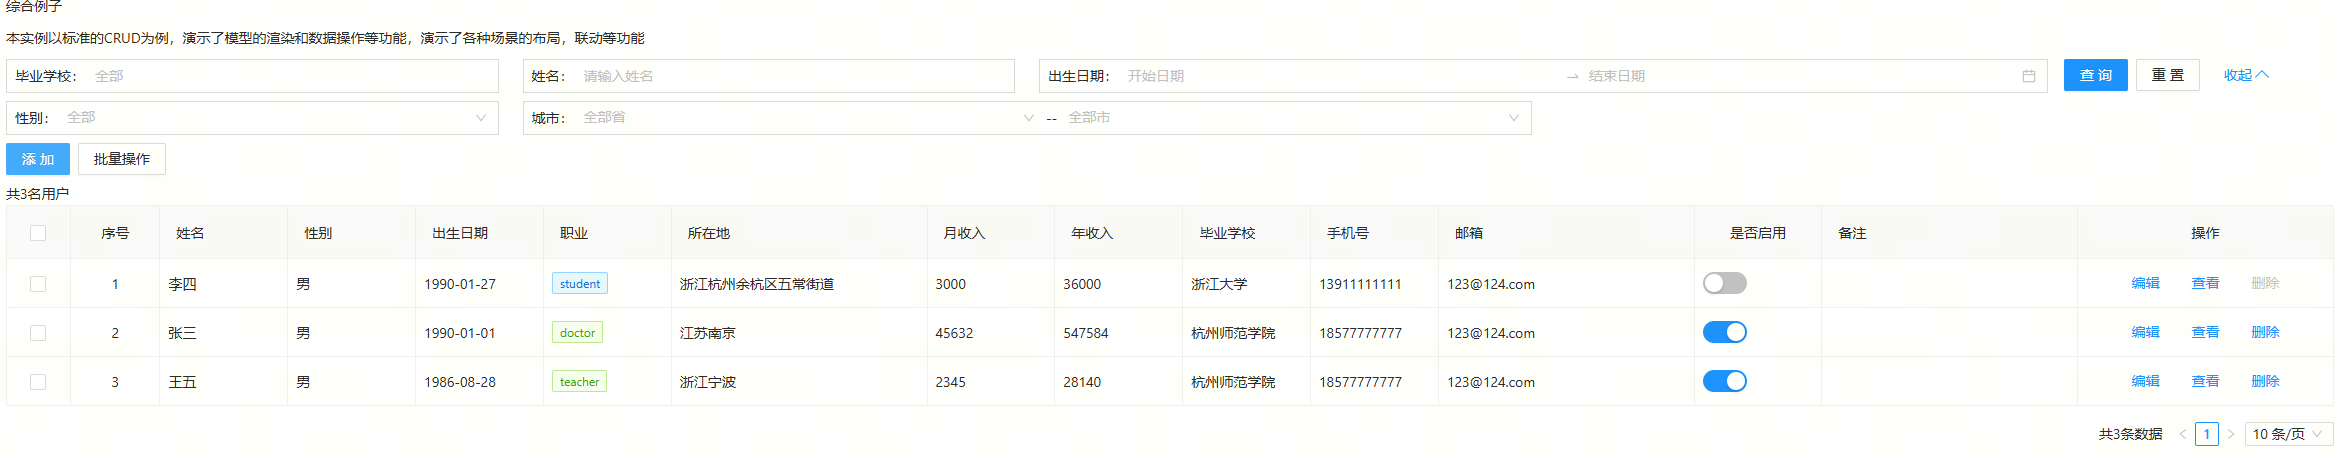 综合例子
本实例以标准的CRUD为例，演示了模型的渲染和数据操作等功能，演示了各种场景的布局，联动等功能
毕业学校： 全部 姓名： 请输入姓名 出生日期： 开始日期 → 结束日期 查 询 重 置 收起
性别： 全部 城市： 全部省 -- 全部市
添 加 批量操作
共3名用户
序号 姓名 性别 出生日期 职业 所在地 月收入 年收入 毕业学校 手机号 邮箱 是否启用 备注 操作
1 李四 男 1990-01-27 student 浙江杭州余杭区五常街道 3000 36000 浙江大学 13911111111 123@124.com 编辑 查看 删除
2 张三 男 1990-01-01 doctor 江苏南京 45632 547584 杭州师范学院 18577777777 123@124.com 编辑 查看 删除
3 王五 男 1986-08-28 teacher 浙江宁波 2345 28140 杭州师范学院 18577777777 123@124.com 编辑 查看 删除
共3条数据 < 1 > 10 条/页